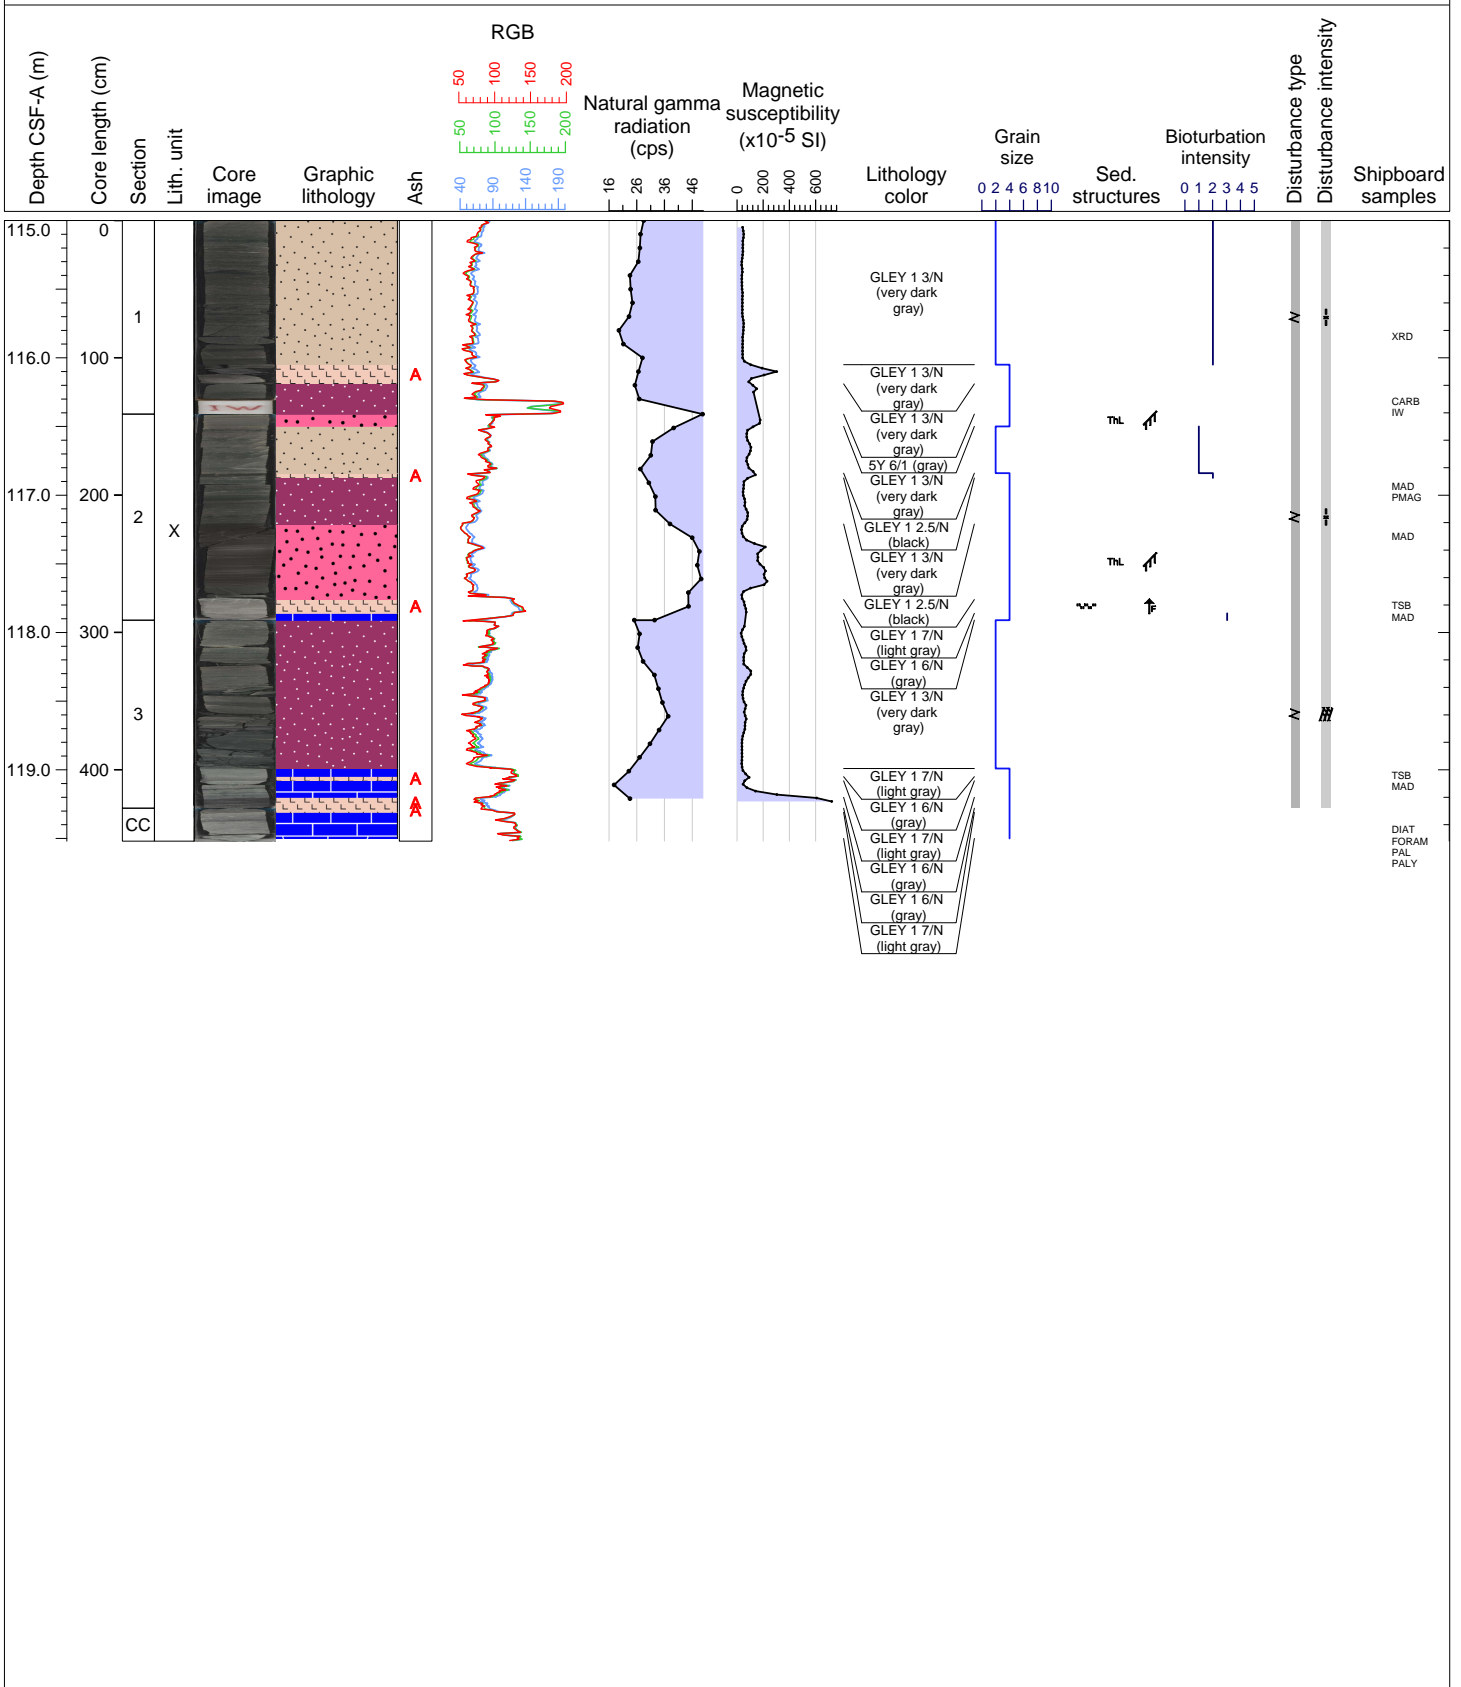 RGB
50 100 150 200
50 100 150 200
40 90 140 190
Depth CSF-A (m)
Core length (cm)
Section
Lith. unit
Core
image
Graphic
lithology
Ash
Natural gamma
radiation
(cps)
16 26 36 46
Magnetic
susceptibility
(x10-5 SI)
0 200 400 600
Lithology
color
Grain
size
0 2 4 6 8 10
Sed.
structures
Bioturbation
intensity
0 1 2 3 4 5
Disturbance type
Disturbance intensity
Shipboard
samples
115.0
116.0
117.0
118.0
119.0
0
100
200
300
400
1
2
3
CC
X
IW
A
A
A
A
A
A
A
GLEY 1 3/N
(very dark
gray)
GLEY 1 3/N
(very dark
gray)
GLEY 1 3/N
(very dark
gray)
5Y 6/1 (gray)
GLEY 1 3/N
(very dark
gray)
GLEY 1 2.5/N
(black)
GLEY 1 3/N
(very dark
gray)
GLEY 1 2.5/N
(black)
GLEY 1 7/N
(light gray)
GLEY 1 6/N
(gray)
GLEY 1 3/N
(very dark
gray)
GLEY 1 7/N
(light gray)
GLEY 1 6/N
(gray)
GLEY 1 7/N
(light gray)
GLEY 1 6/N
(gray)
GLEY 1 6/N
(gray)
GLEY 1 7/N
(light gray)
ThL
ThL
F
XRD
CARB
IW
MAD
PMAG
MAD
TSB
MAD
TSB
MAD
DIAT
FORAM
PAL
PALY